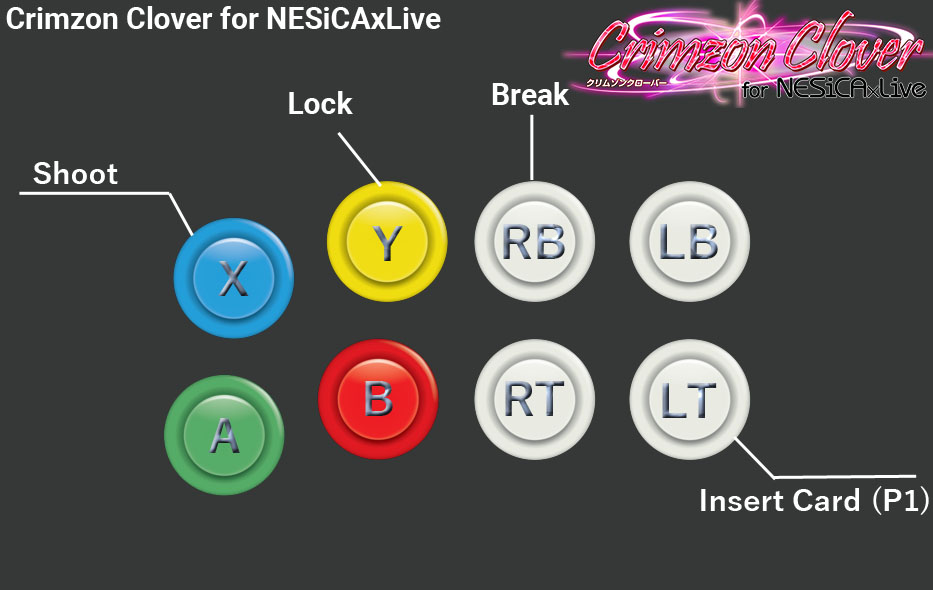 Crimzon Clover for NESiCAxLive
Crimzon Clover
クリムゾンクローバー
for NESiCAxLive
Lock
Break
Shoot
X
Y
RB
LB
A
B
RT
LT
Insert Card (P1)